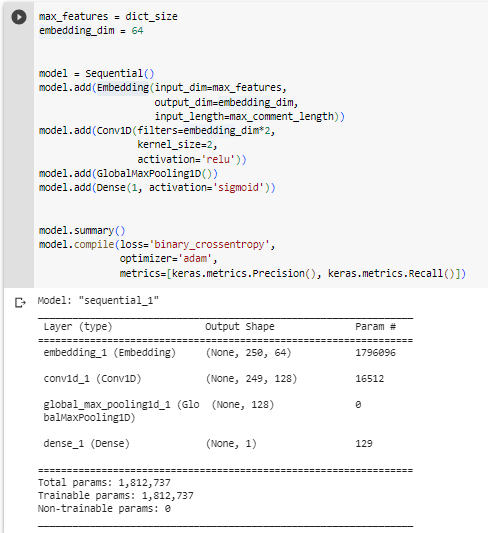 max_features = dict_size
embedding_dim = 64
model = Sequential()
model.add(Embedding(input_dim=max_features,
output_dim=embedding_dim,
input_length=max_comment_length))
model.add(Conv1D(filters=embedding_dim*2,
kernel_size=2,
activation='relu'))
model.add(GlobalMaxPooling1D())
model.add(Dense(1, activation='sigmoid'))
model.summary()
model.compile(loss='binary_crossentropy',
optimizer='adam',
metrics=[keras.metrics.Precision(), keras.metrics.Recall()])
Model: "sequential_1"
Layer (type) Output Shape Param #
embedding_1 (Embedding) (None, 250, 64) 1796096
conv1d_1 (Conv1D) (None, 249, 128) 16512
global_max_pooling1d_1 (Glo (None, 128) 0
balMaxPooling1D)
dense_1 (Dense) (None, 1) 129
Total params: 1,812,737
Trainable params: 1,812,737
Non-trainable params: 0